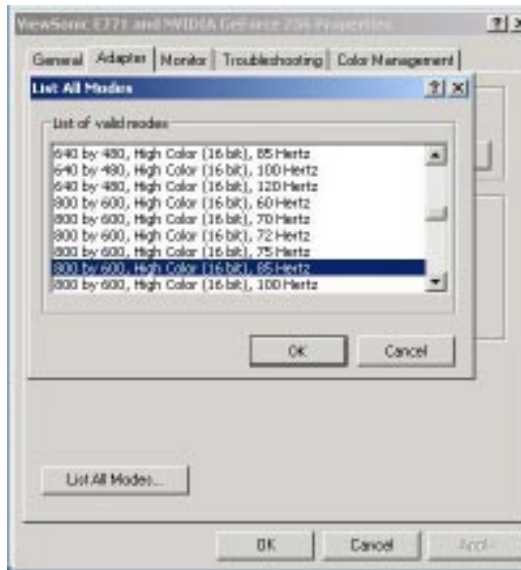 ViewSonic E771 and NVIDIA GeForce 256 Properties
General Adapter Monitor Troubleshooting Color Management
List All Modes
List of valid modes
640 by 480, High Color (16 bit), 85 Hertz
640 by 480, High Color (16 bit), 100 Hertz
640 by 480, High Color (16 bit), 120 Hertz
800 by 600, High Color (16 bit), 60 Hertz
800 by 600, High Color (16 bit), 70 Hertz
800 by 600, High Color (16 bit), 72 Hertz
800 by 600, High Color (16 bit), 75 Hertz
800 by 600, High Color (16 bit), 85 Hertz
800 by 600, High Color (16 bit), 100 Hertz
OK Cancel
List All Modes...
OK Cancel Apply